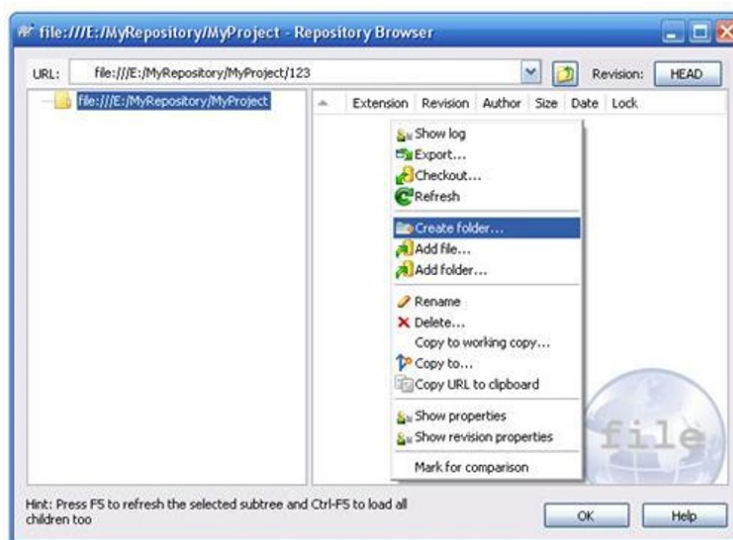 file:///E:/MyRepository/MyProject - Repository Browser
URL: file:///E:/MyRepository/MyProject/123 Revision: HEAD
file:///E:/MyRepository/MyProject
Extension Revision Author Size Date Lock
Show log
Export...
Checkout...
Refresh
Create folder...
Add file...
Add folder...
Rename
Delete...
Copy to working copy...
Copy to...
Copy URL to clipboard
Show properties
Show revision properties
Mark for comparison
file
Hint: Press F5 to refresh the selected subtree and Ctrl-F5 to load all
children too
OK Help